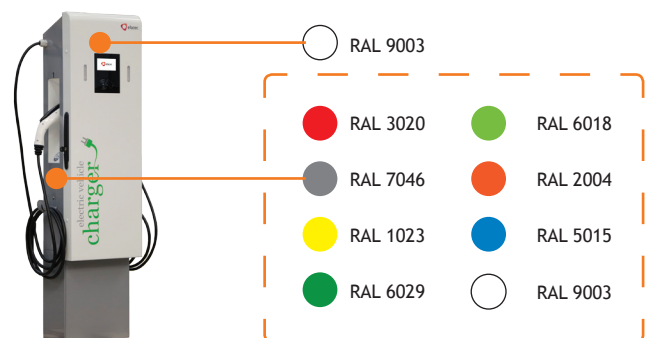 RAL 9003
RAL 3020
RAL 6018
RAL 7046
RAL 2004
RAL 1023
RAL 5015
RAL 6029
RAL 9003
electric vehicle
charger